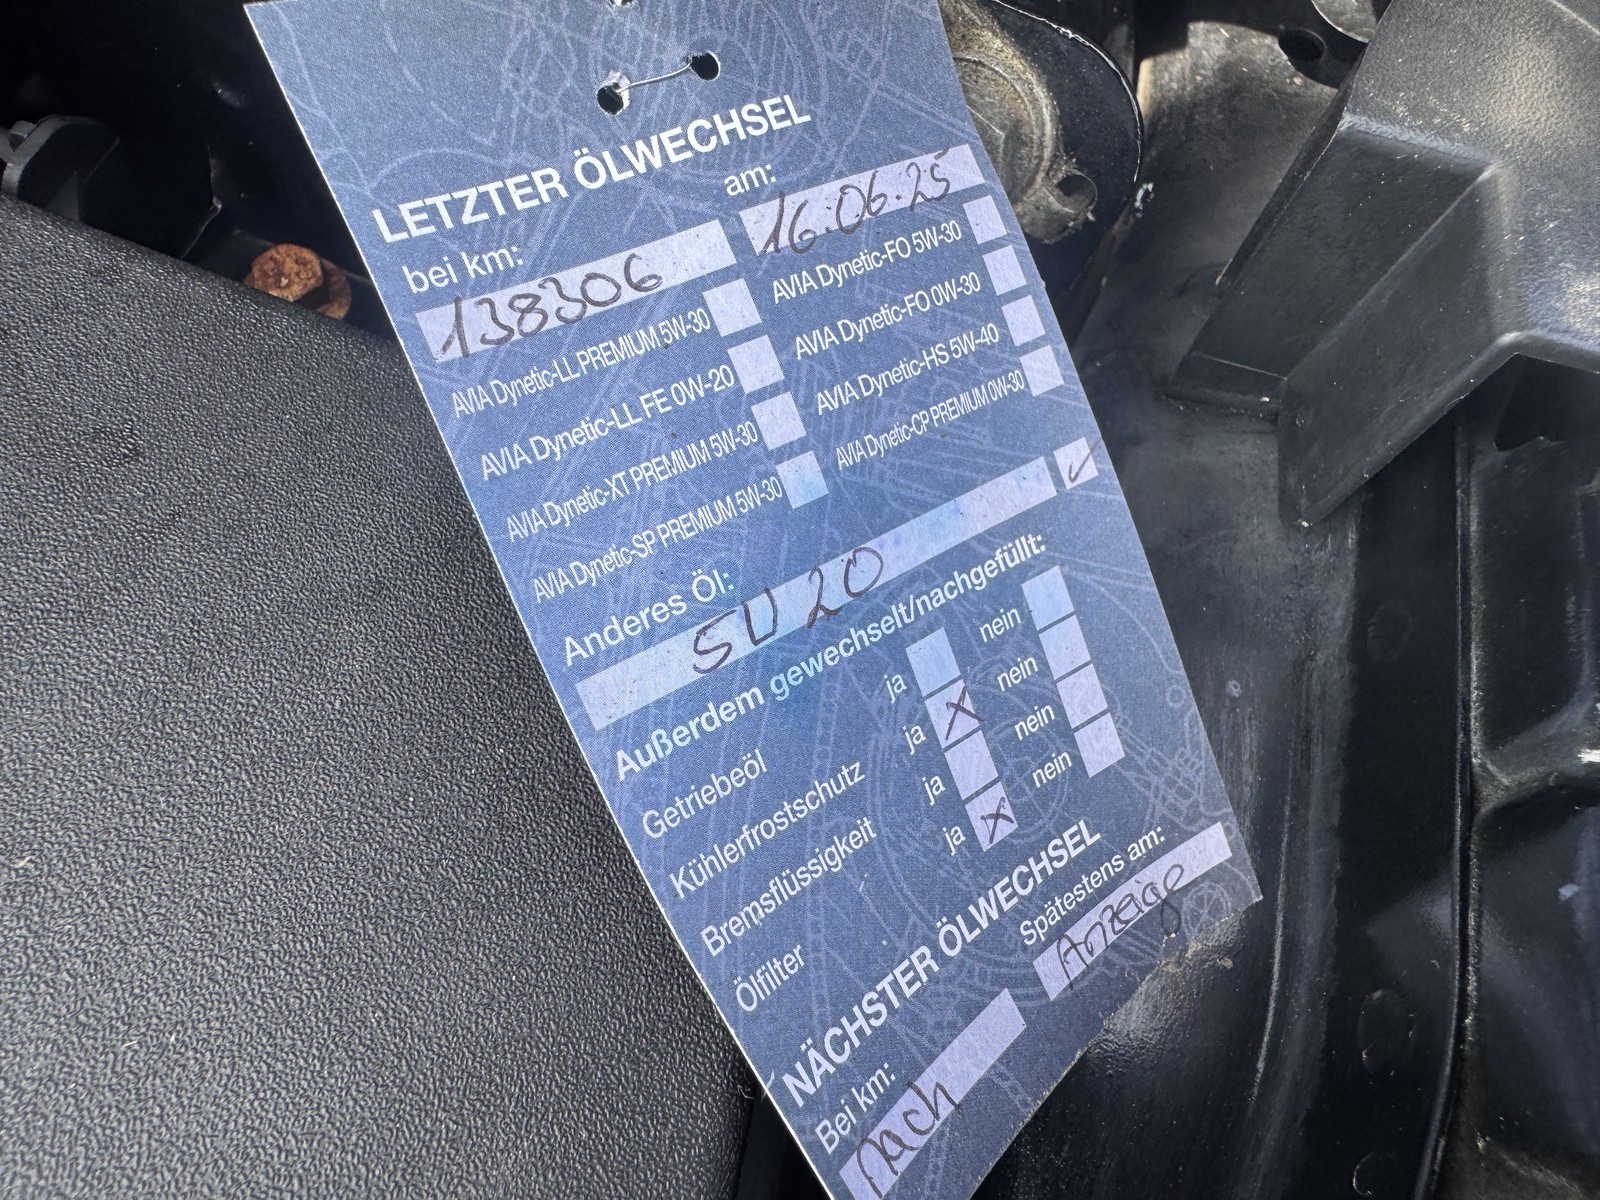 LETZTER ÖLWECHSEL
bei km: am:
138306 16.06.25
AVIA Dynetic-LL PREMIUM 5W-30 AVIA Dynetic-FO 5W-30
AVIA Dynetic-LL FE 0W-20 AVIA Dynetic-FO 0W-30
AVIA Dynetic-XT PREMIUM 5W-30 AVIA Dynetic-HS 5W-40
AVIA Dynetic-SP PREMIUM 5W-30 AVIA Dynetic-CP PREMIUM 0W-30
Anderes Öl: ✓
5U20
Außerdem gewechselt/nachgefüllt:
Getriebeöl ja nein
Kühlerfrostschutz ja X nein
Bremsflüssigkeit ja nein
Ölfilter ja X nein
NÄCHSTER ÖLWECHSEL
Bei km: Spätestens am:
nach Anzeige